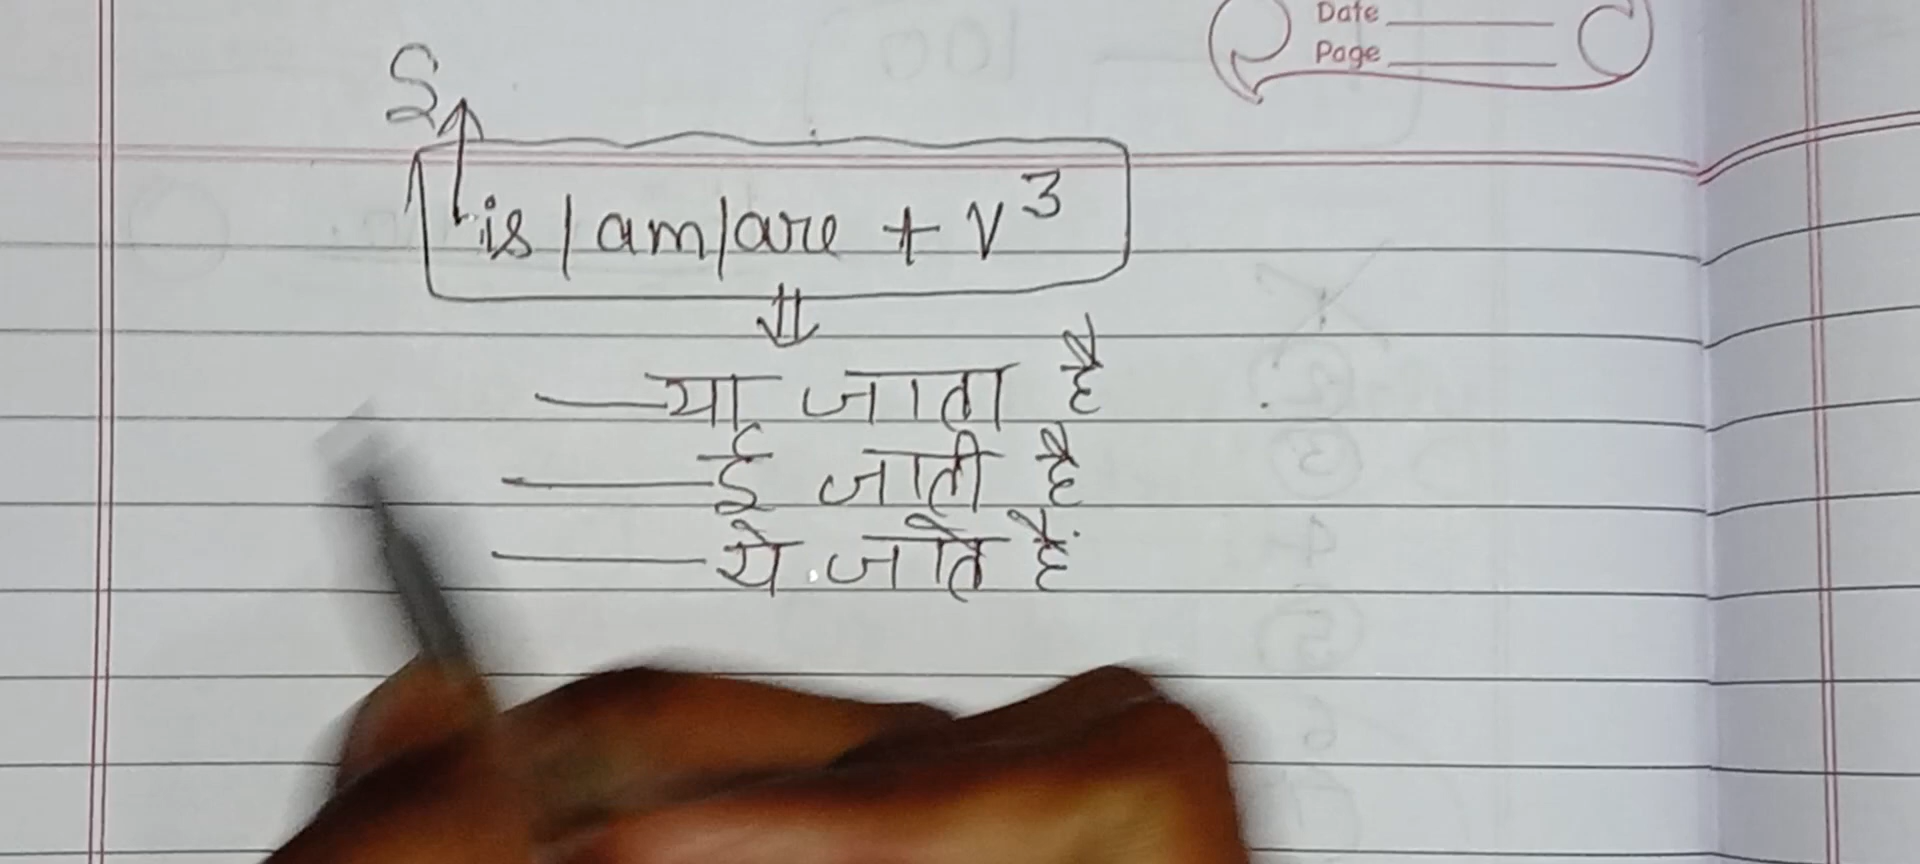 Date
Page
S
is / am / are + V³
या जाता है
ई जाती है
ये जाते हैं